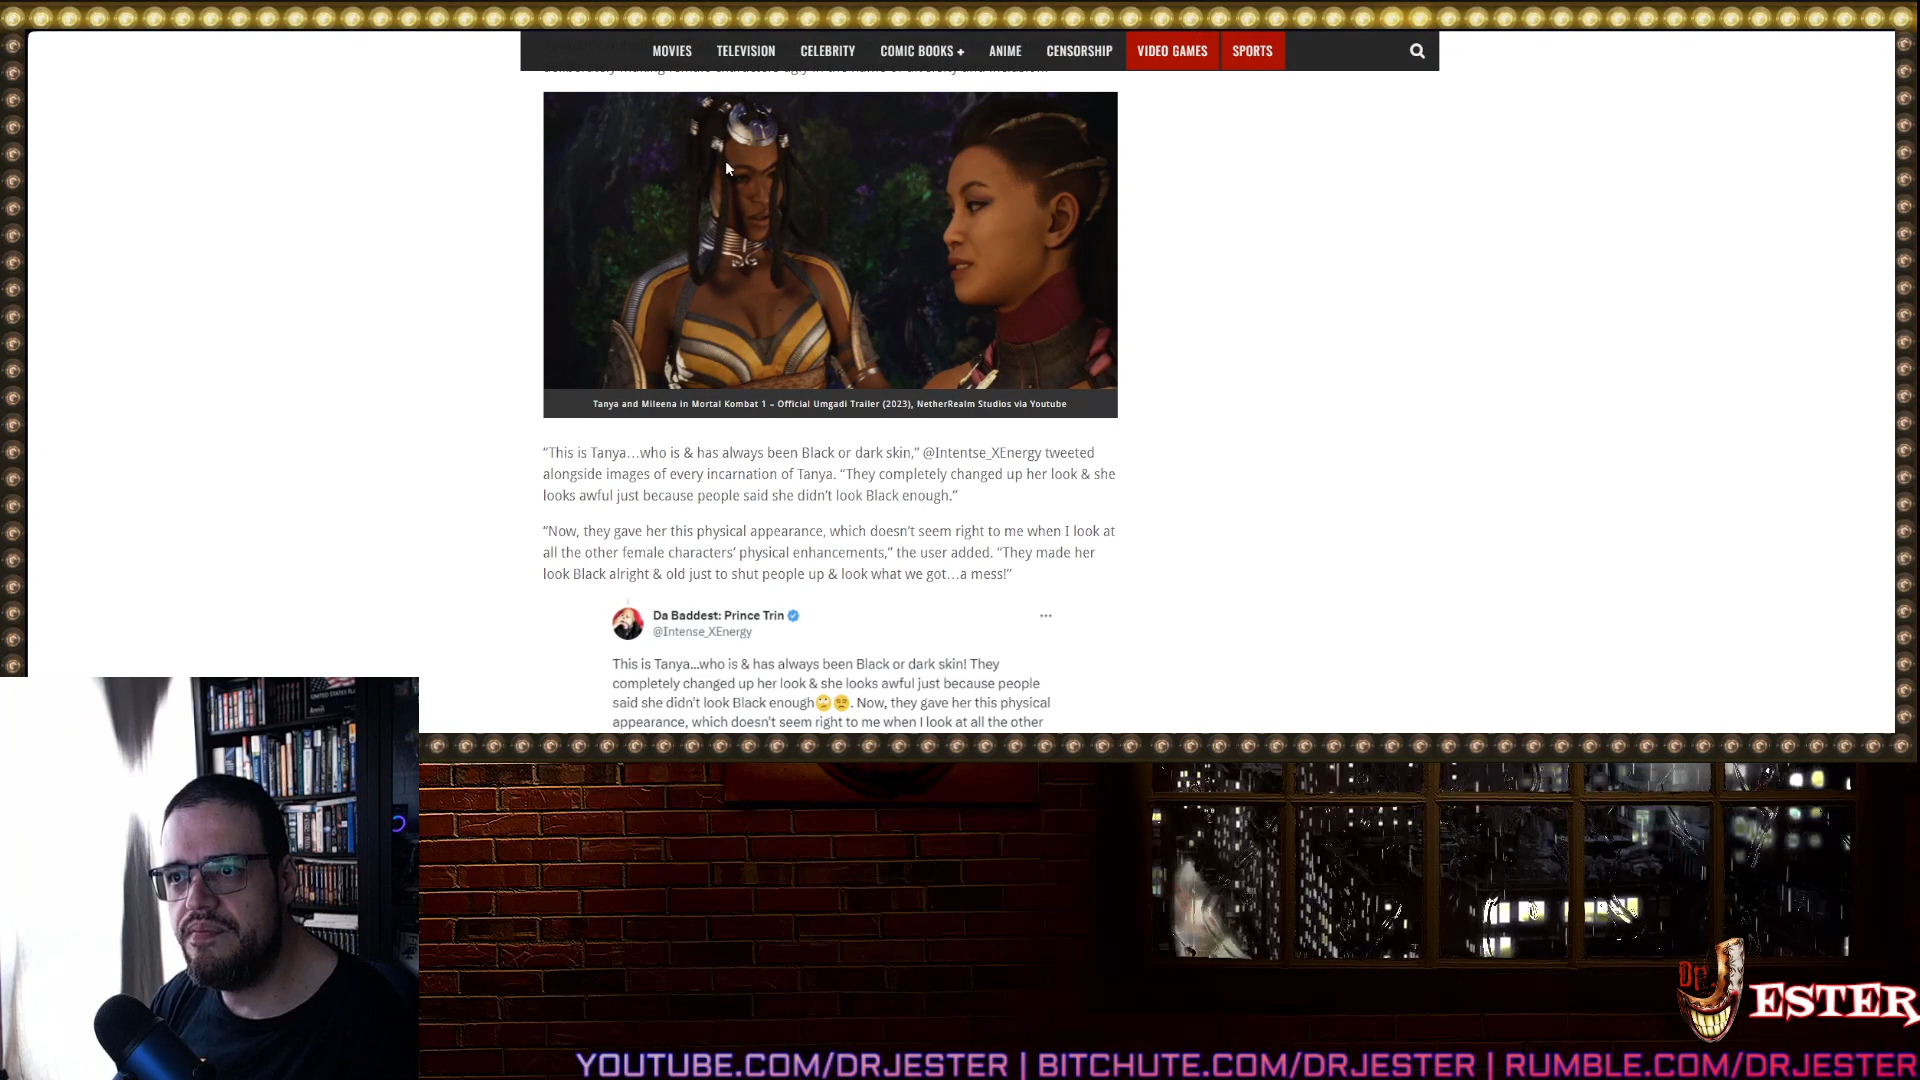 MOVIES TELEVISION CELEBRITY COMIC BOOKS + ANIME CENSORSHIP VIDEO GAMES SPORTS
Tanya and Mileena in Mortal Kombat 1 – Official Umgadi Trailer (2023), NetherRealm Studios via Youtube
“This is Tanya…who is & has always been Black or dark skin,” @Intentse_XEnergy tweeted
alongside images of every incarnation of Tanya. “They completely changed up her look & she
looks awful just because people said she didn’t look Black enough.”
“Now, they gave her this physical appearance, which doesn’t seem right to me when I look at
all the other female characters’ physical enhancements,” the user added. “They made her
look Black alright & old just to shut people up & look what we got…a mess!”
Da Baddest: Prince Trin
@Intense_XEnergy
This is Tanya...who is & has always been Black or dark skin! They
completely changed up her look & she looks awful just because people
said she didn't look Black enough🙄😵‍💫. Now, they gave her this physical
appearance, which doesn't seem right to me when I look at all the other
UNITED STATES
Dr. JESTER
YOUTUBE.COM/DRJESTER | BITCHUTE.COM/DRJESTER | RUMBLE.COM/DRJESTER